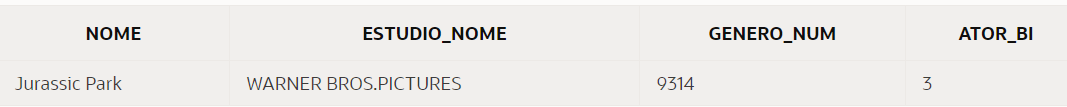 NOME ESTUDIO_NOME GENERO_NUM ATOR_BI
Jurassic Park WARNER BROS.PICTURES 9314 3